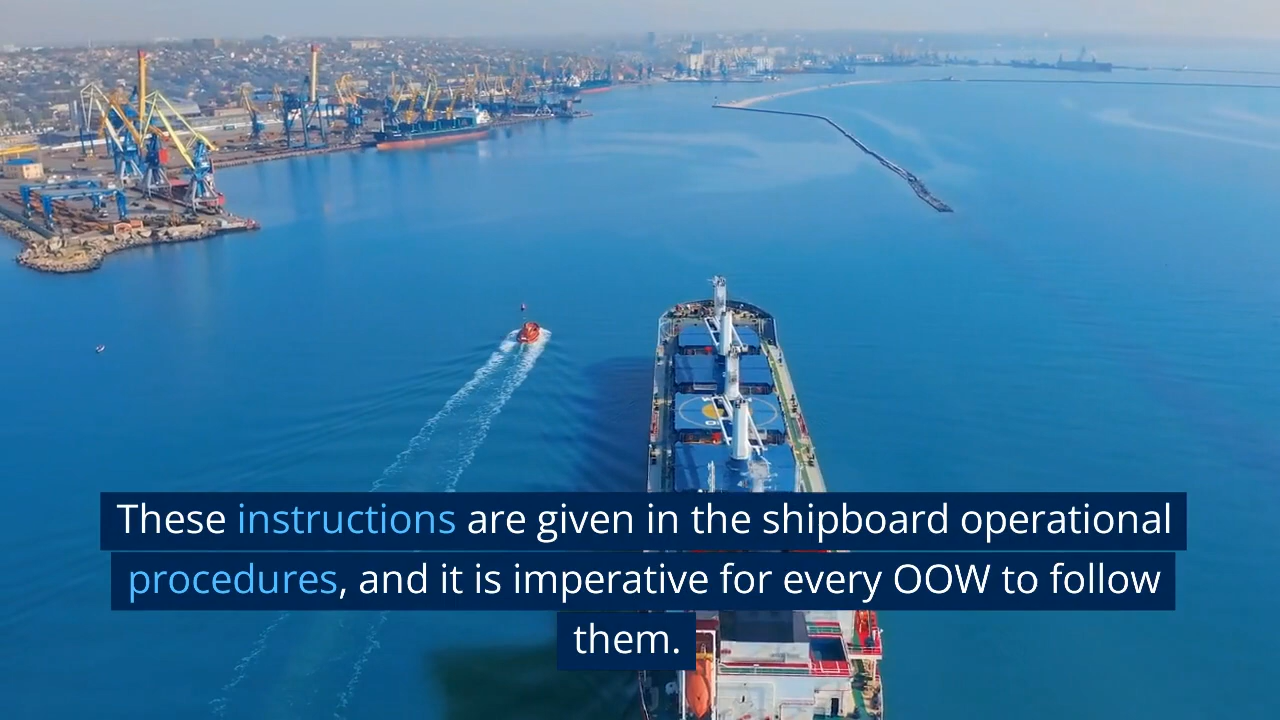 These instructions are given in the shipboard operational
procedures, and it is imperative for every OOW to follow
them.